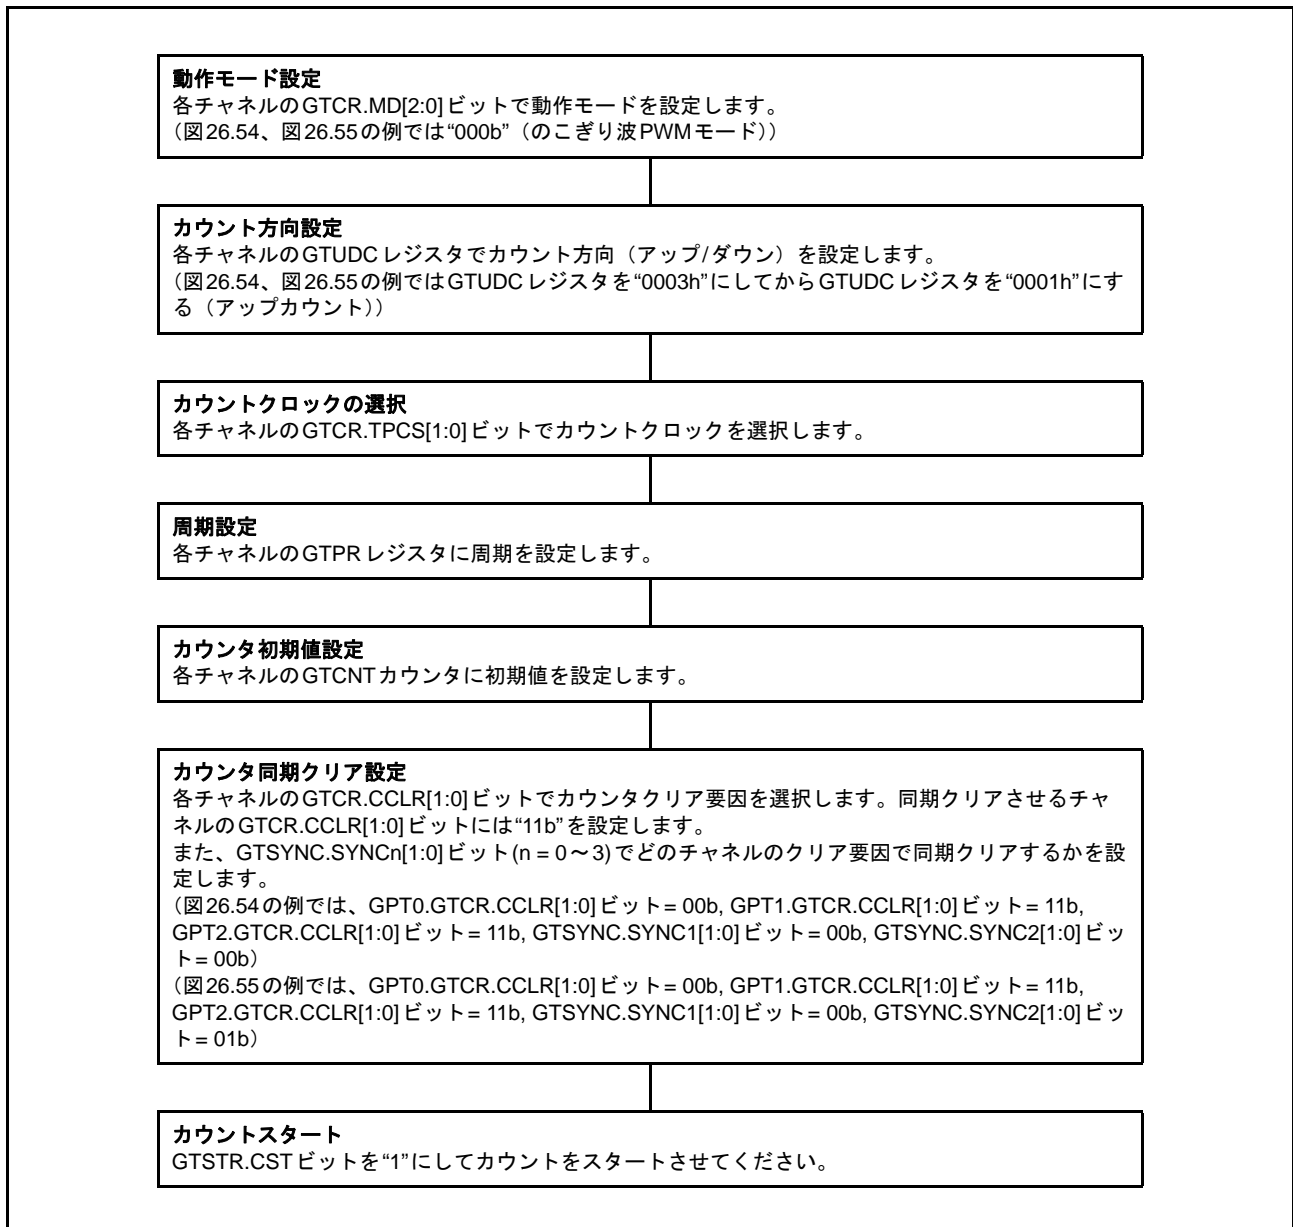 動作モード設定
各チャネルのGTCR.MD[2:0]ビットで動作モードを設定します。
（図26.54、図26.55の例では“000b”（のこぎり波PWMモード））
カウント方向設定
各チャネルのGTUDCレジスタでカウント方向（アップ/ダウン）を設定します。
（図26.54、図26.55の例ではGTUDCレジスタを“0003h”にしてからGTUDCレジスタを“0001h”にす
る（アップカウント））
カウントクロックの選択
各チャネルのGTCR.TPCS[1:0]ビットでカウントクロックを選択します。
周期設定
各チャネルのGTPRレジスタに周期を設定します。
カウンタ初期値設定
各チャネルのGTCNTカウンタに初期値を設定します。
カウンタ同期クリア設定
各チャネルのGTCR.CCLR[1:0]ビットでカウンタクリア要因を選択します。同期クリアさせるチャ
ネルのGTCR.CCLR[1:0]ビットには“11b”を設定します。
また、GTSYNC.SYNCn[1:0]ビット(n = 0～3)でどのチャネルのクリア要因で同期クリアするかを設
定します。
（図26.54の例では、GPT0.GTCR.CCLR[1:0]ビット= 00b, GPT1.GTCR.CCLR[1:0]ビット= 11b,
GPT2.GTCR.CCLR[1:0]ビット= 11b, GTSYNC.SYNC1[1:0]ビット= 00b, GTSYNC.SYNC2[1:0]ビッ
ト= 00b）
（図26.55の例では、GPT0.GTCR.CCLR[1:0]ビット= 00b, GPT1.GTCR.CCLR[1:0]ビット= 11b,
GPT2.GTCR.CCLR[1:0]ビット= 11b, GTSYNC.SYNC1[1:0]ビット= 00b, GTSYNC.SYNC2[1:0]ビッ
ト= 01b）
カウントスタート
GTSTR.CSTビットを“1”にしてカウントをスタートさせてください。